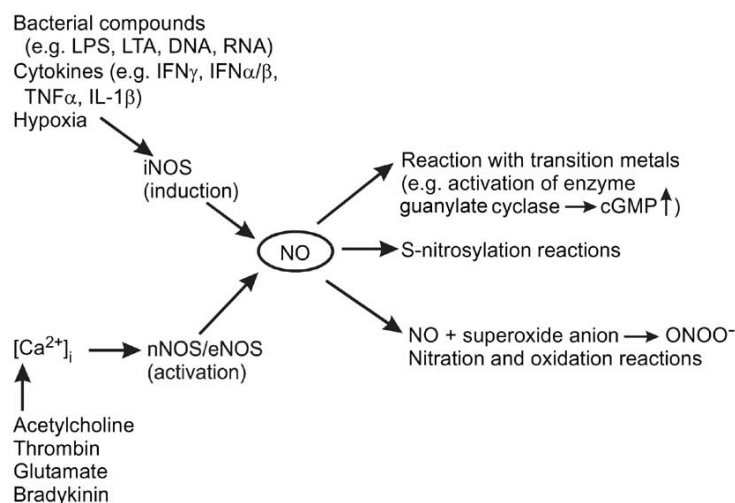 Bacterial compounds
(e.g. LPS, LTA, DNA, RNA)
Cytokines (e.g. IFNγ, IFNα/β,
TNFα, IL-1β)
Hypoxia
iNOS
(induction)
NO
Reaction with transition metals
(e.g. activation of enzyme
guanylate cyclase → cGMP↑)
S-nitrosylation reactions
NO + superoxide anion → ONOO⁻
Nitration and oxidation reactions
[Ca²⁺]ᵢ
nNOS/eNOS
(activation)
Acetylcholine
Thrombin
Glutamate
Bradykinin